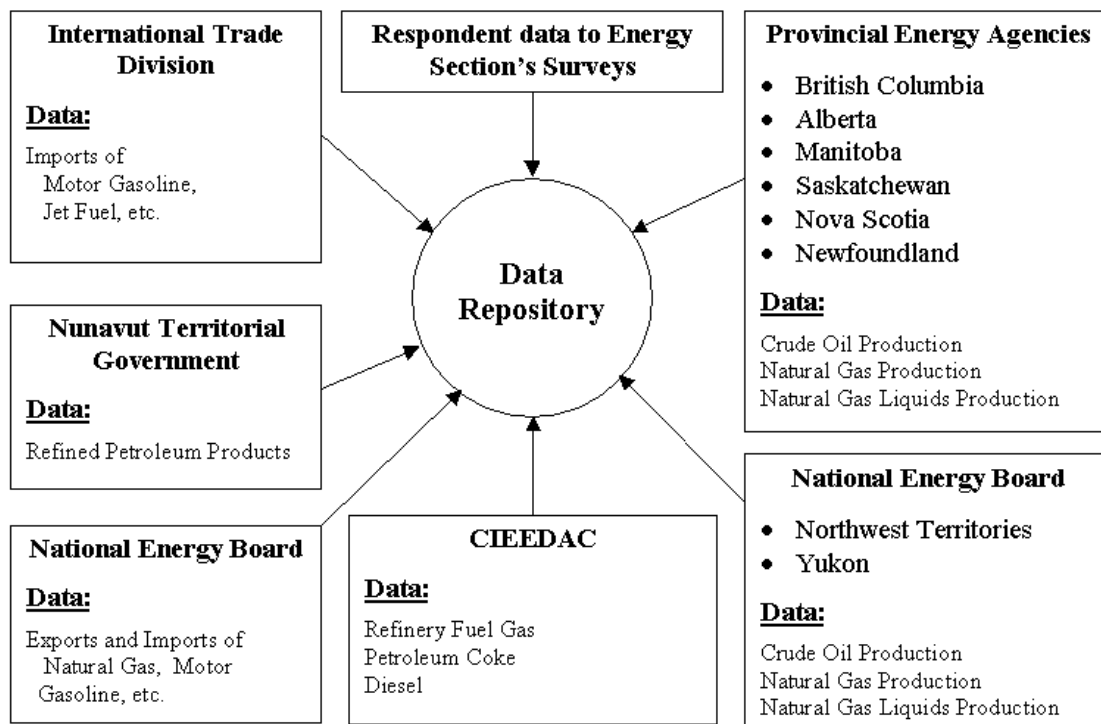 International Trade
Division
Data:
Imports of
Motor Gasoline,
Jet Fuel, etc.
Respondent data to Energy
Section's Surveys
Provincial Energy Agencies
• British Columbia
• Alberta
• Manitoba
• Saskatchewan
• Nova Scotia
• Newfoundland
Data:
Crude Oil Production
Natural Gas Production
Natural Gas Liquids Production
Data
Repository
Nunavut Territorial
Government
Data:
Refined Petroleum Products
National Energy Board
Data:
Exports and Imports of
Natural Gas, Motor
Gasoline, etc.
CIEEDAC
Data:
Refinery Fuel Gas
Petroleum Coke
Diesel
National Energy Board
• Northwest Territories
• Yukon
Data:
Crude Oil Production
Natural Gas Production
Natural Gas Liquids Production